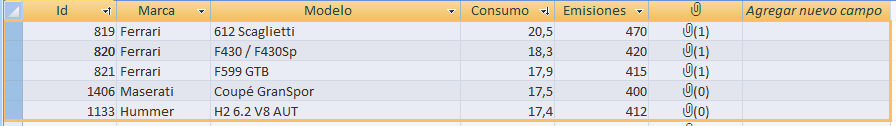 Id Marca Modelo Consumo Emisiones Agregar nuevo campo
819 Ferrari 612 Scaglietti 20,5 470 (1)
820 Ferrari F430 / F430Sp 18,3 420 (1)
821 Ferrari F599 GTB 17,9 415 (1)
1406 Maserati Coupé GranSpor 17,5 400 (0)
1133 Hummer H2 6.2 V8 AUT 17,4 412 (0)